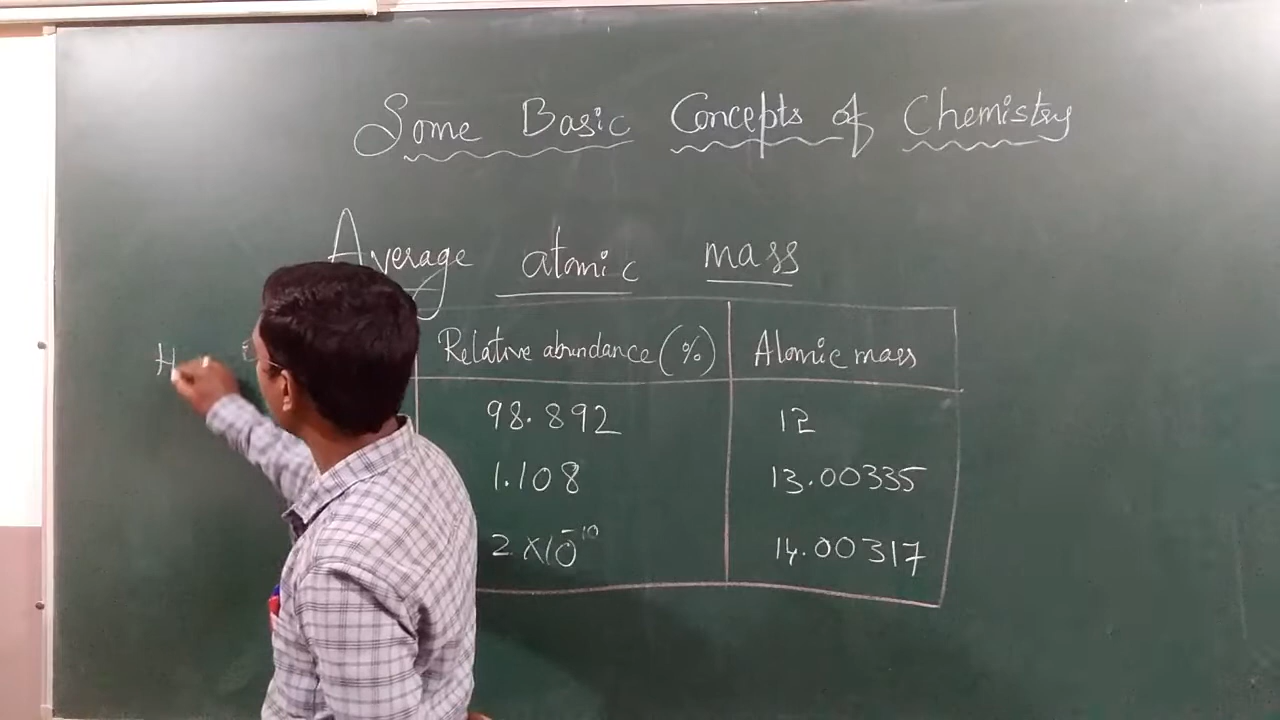 Some Basic Concepts of Chemistry
Average atomic mass
H
Relative abundance (%) Atomic mass
98.892 12
1.108 13.00335
2 x 10⁻¹⁰ 14.00317